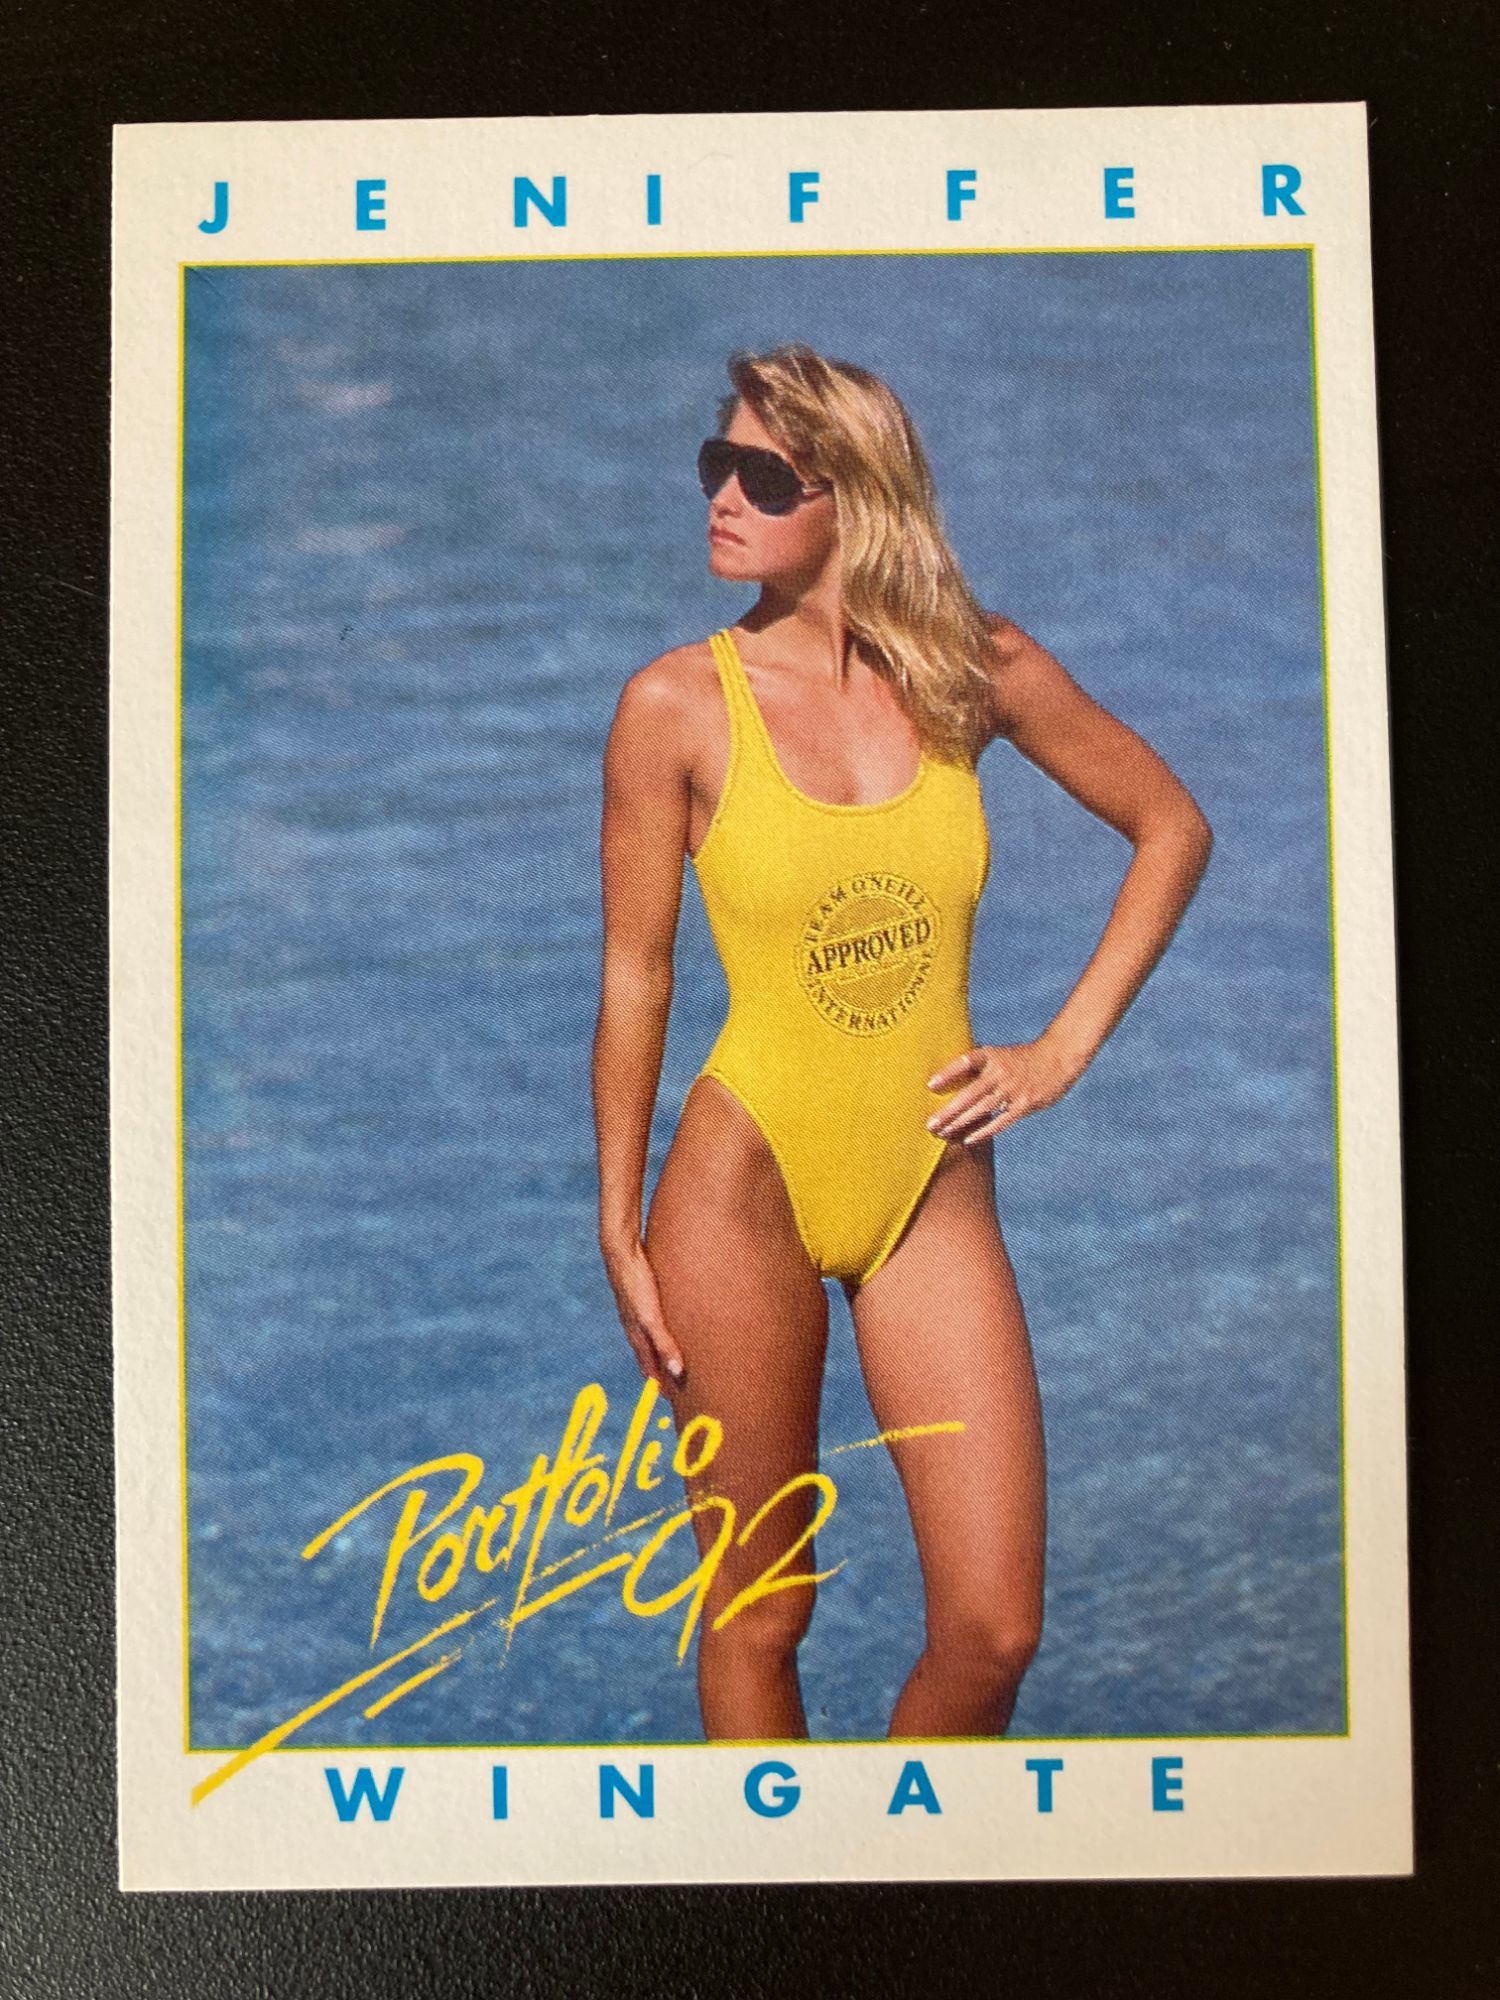 JENIFFER
TEAM O'NEILL
APPROVED
INTERNATIONAL
Portfolio
92
WINGATE